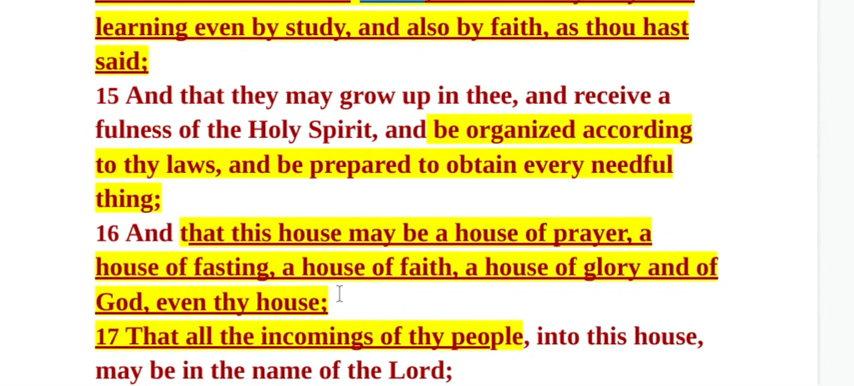 learning even by study, and also by faith, as thou hast
said;
15 And that they may grow up in thee, and receive a
fulness of the Holy Spirit, and be organized according
to thy laws, and be prepared to obtain every needful
thing;
16 And that this house may be a house of prayer, a
house of fasting, a house of faith, a house of glory and of
God, even thy house;
17 That all the incomings of thy people, into this house,
may be in the name of the Lord;